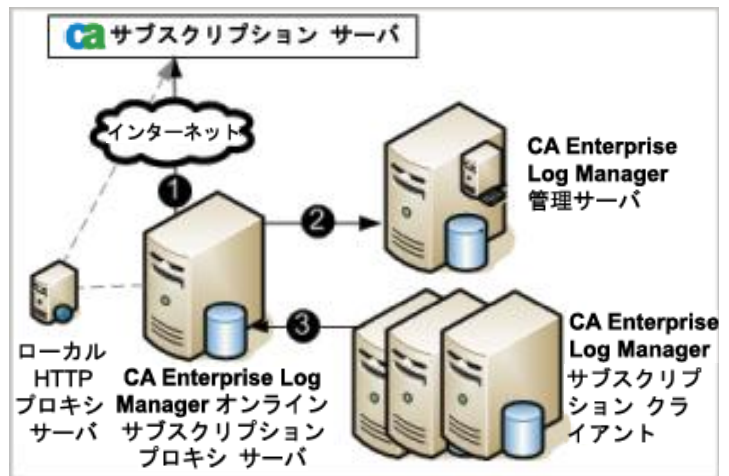 ca サブスクリプション サーバ
インターネット
1
2
CA Enterprise
Log Manager
管理サーバ
3
ローカル
HTTP
プロキシ
サーバ
CA Enterprise Log
Manager オンライン
サブスクリプション
プロキシ サーバ
CA Enterprise
Log Manager
サブスクリプ
ション クラ
イアント